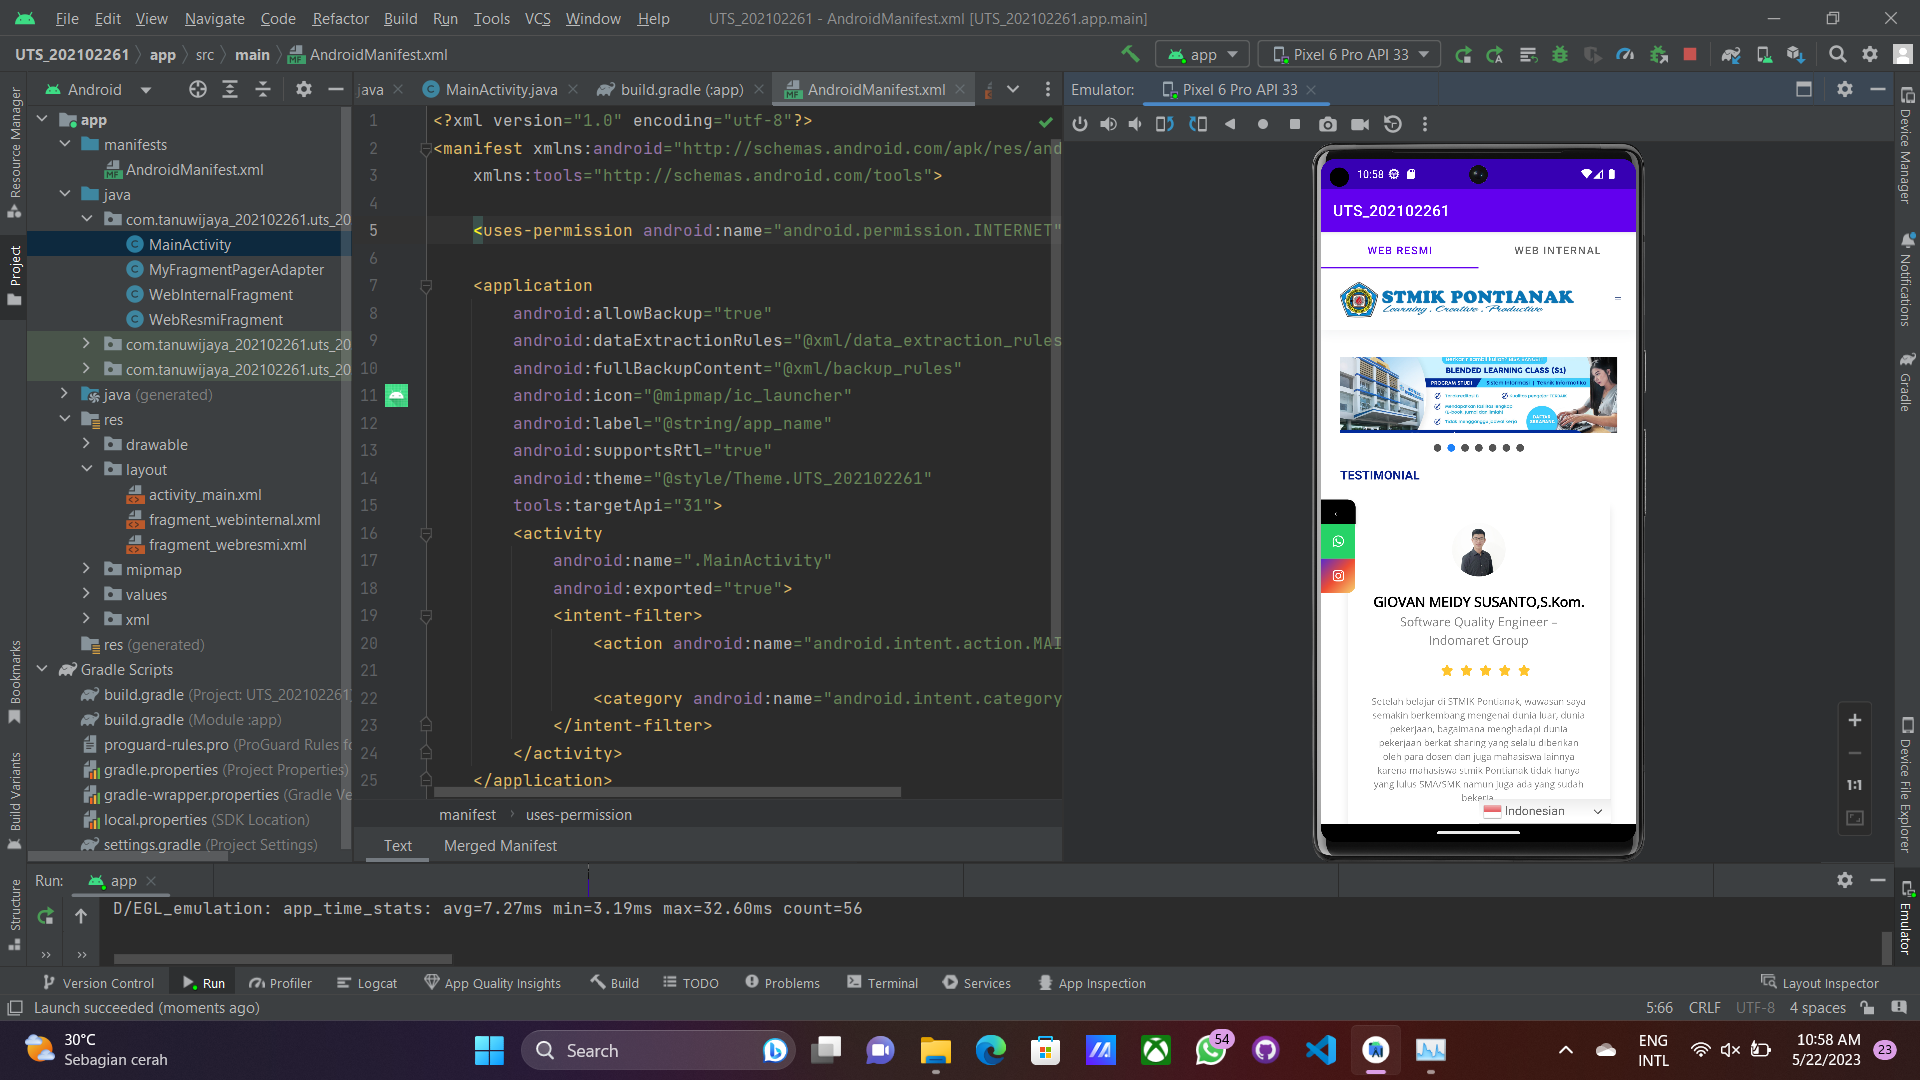 File Edit View Navigate Code Refactor Build Run Tools VCS Window Help UTS_202102261 - AndroidManifest.xml [UTS_202102261.app.main]
UTS_202102261 app src main AndroidManifest.xml app Pixel 6 Pro API 33
Android java MainActivity.java build.gradle (:app) AndroidManifest.xml Emulator: Pixel 6 Pro API 33
Resource Manager
Project
Bookmarks
Build Variants
Structure
app
manifests
AndroidManifest.xml
java
com.tanuwijaya_202102261.uts_20
MainActivity
MyFragmentPagerAdapter
WebInternalFragment
WebResmiFragment
com.tanuwijaya_202102261.uts_20
com.tanuwijaya_202102261.uts_20
java (generated)
res
drawable
layout
activity_main.xml
fragment_webinternal.xml
fragment_webresmi.xml
mipmap
values
xml
res (generated)
Gradle Scripts
build.gradle (Project: UTS_202102261
build.gradle (Module :app)
proguard-rules.pro (ProGuard Rules fo
gradle.properties (Project Properties)
gradle-wrapper.properties (Gradle Ve
local.properties (SDK Location)
settings.gradle (Project Settings)
1 <?xml version="1.0" encoding="utf-8"?>
2 <manifest xmlns:android="http://schemas.android.com/apk/res/and
3 xmlns:tools="http://schemas.android.com/tools">
4
5 <uses-permission android:name="android.permission.INTERNET"
6
7 <application
8 android:allowBackup="true"
9 android:dataExtractionRules="@xml/data_extraction_rules
10 android:fullBackupContent="@xml/backup_rules"
11 android:icon="@mipmap/ic_launcher"
12 android:label="@string/app_name"
13 android:supportsRtl="true"
14 android:theme="@style/Theme.UTS_202102261"
15 tools:targetApi="31">
16 <activity
17 android:name=".MainActivity"
18 android:exported="true">
19 <intent-filter>
20 <action android:name="android.intent.action.MAI
21
22 <category android:name="android.intent.category
23 </intent-filter>
24 </activity>
25 </application>
manifest uses-permission
Text Merged Manifest
10:58
UTS_202102261
WEB RESMI WEB INTERNAL
STMIK PONTIANAK
Learning . Creative . Productive
BLENDED LEARNING CLASS (S1)
PROGRAM STUDI Sistem Informasi | Teknik Informatika
TESTIMONIAL
GIOVAN MEIDY SUSANTO,S.Kom.
Software Quality Engineer –
Indomaret Group
Setelah belajar di STMIK Pontianak, wawasan saya
semakin berkembang mengenai dunia luar, dunia
pekerjaan, bagaimana menghadapi dunia
pekerjaan berkat sharing yang selalu diberikan
oleh para dosen dan juga mahasiswa lainnya
karena mahasiswa stmik Pontianak tidak hanya
yang lulus SMA/SMK namun juga ada yang sudah
bekerja
Indonesian
1:1
Device Manager
Notifications
Gradle
Device File Explorer
Emulator
Run: app
D/EGL_emulation: app_time_stats: avg=7.27ms min=3.19ms max=32.60ms count=56
Version Control Run Profiler Logcat App Quality Insights Build TODO Problems Terminal Services App Inspection Layout Inspector
Launch succeeded (moments ago) 5:66 CRLF UTF-8 4 spaces
30°C
Sebagian cerah
Search
54
ENG
INTL
10:58 AM
5/22/2023
23